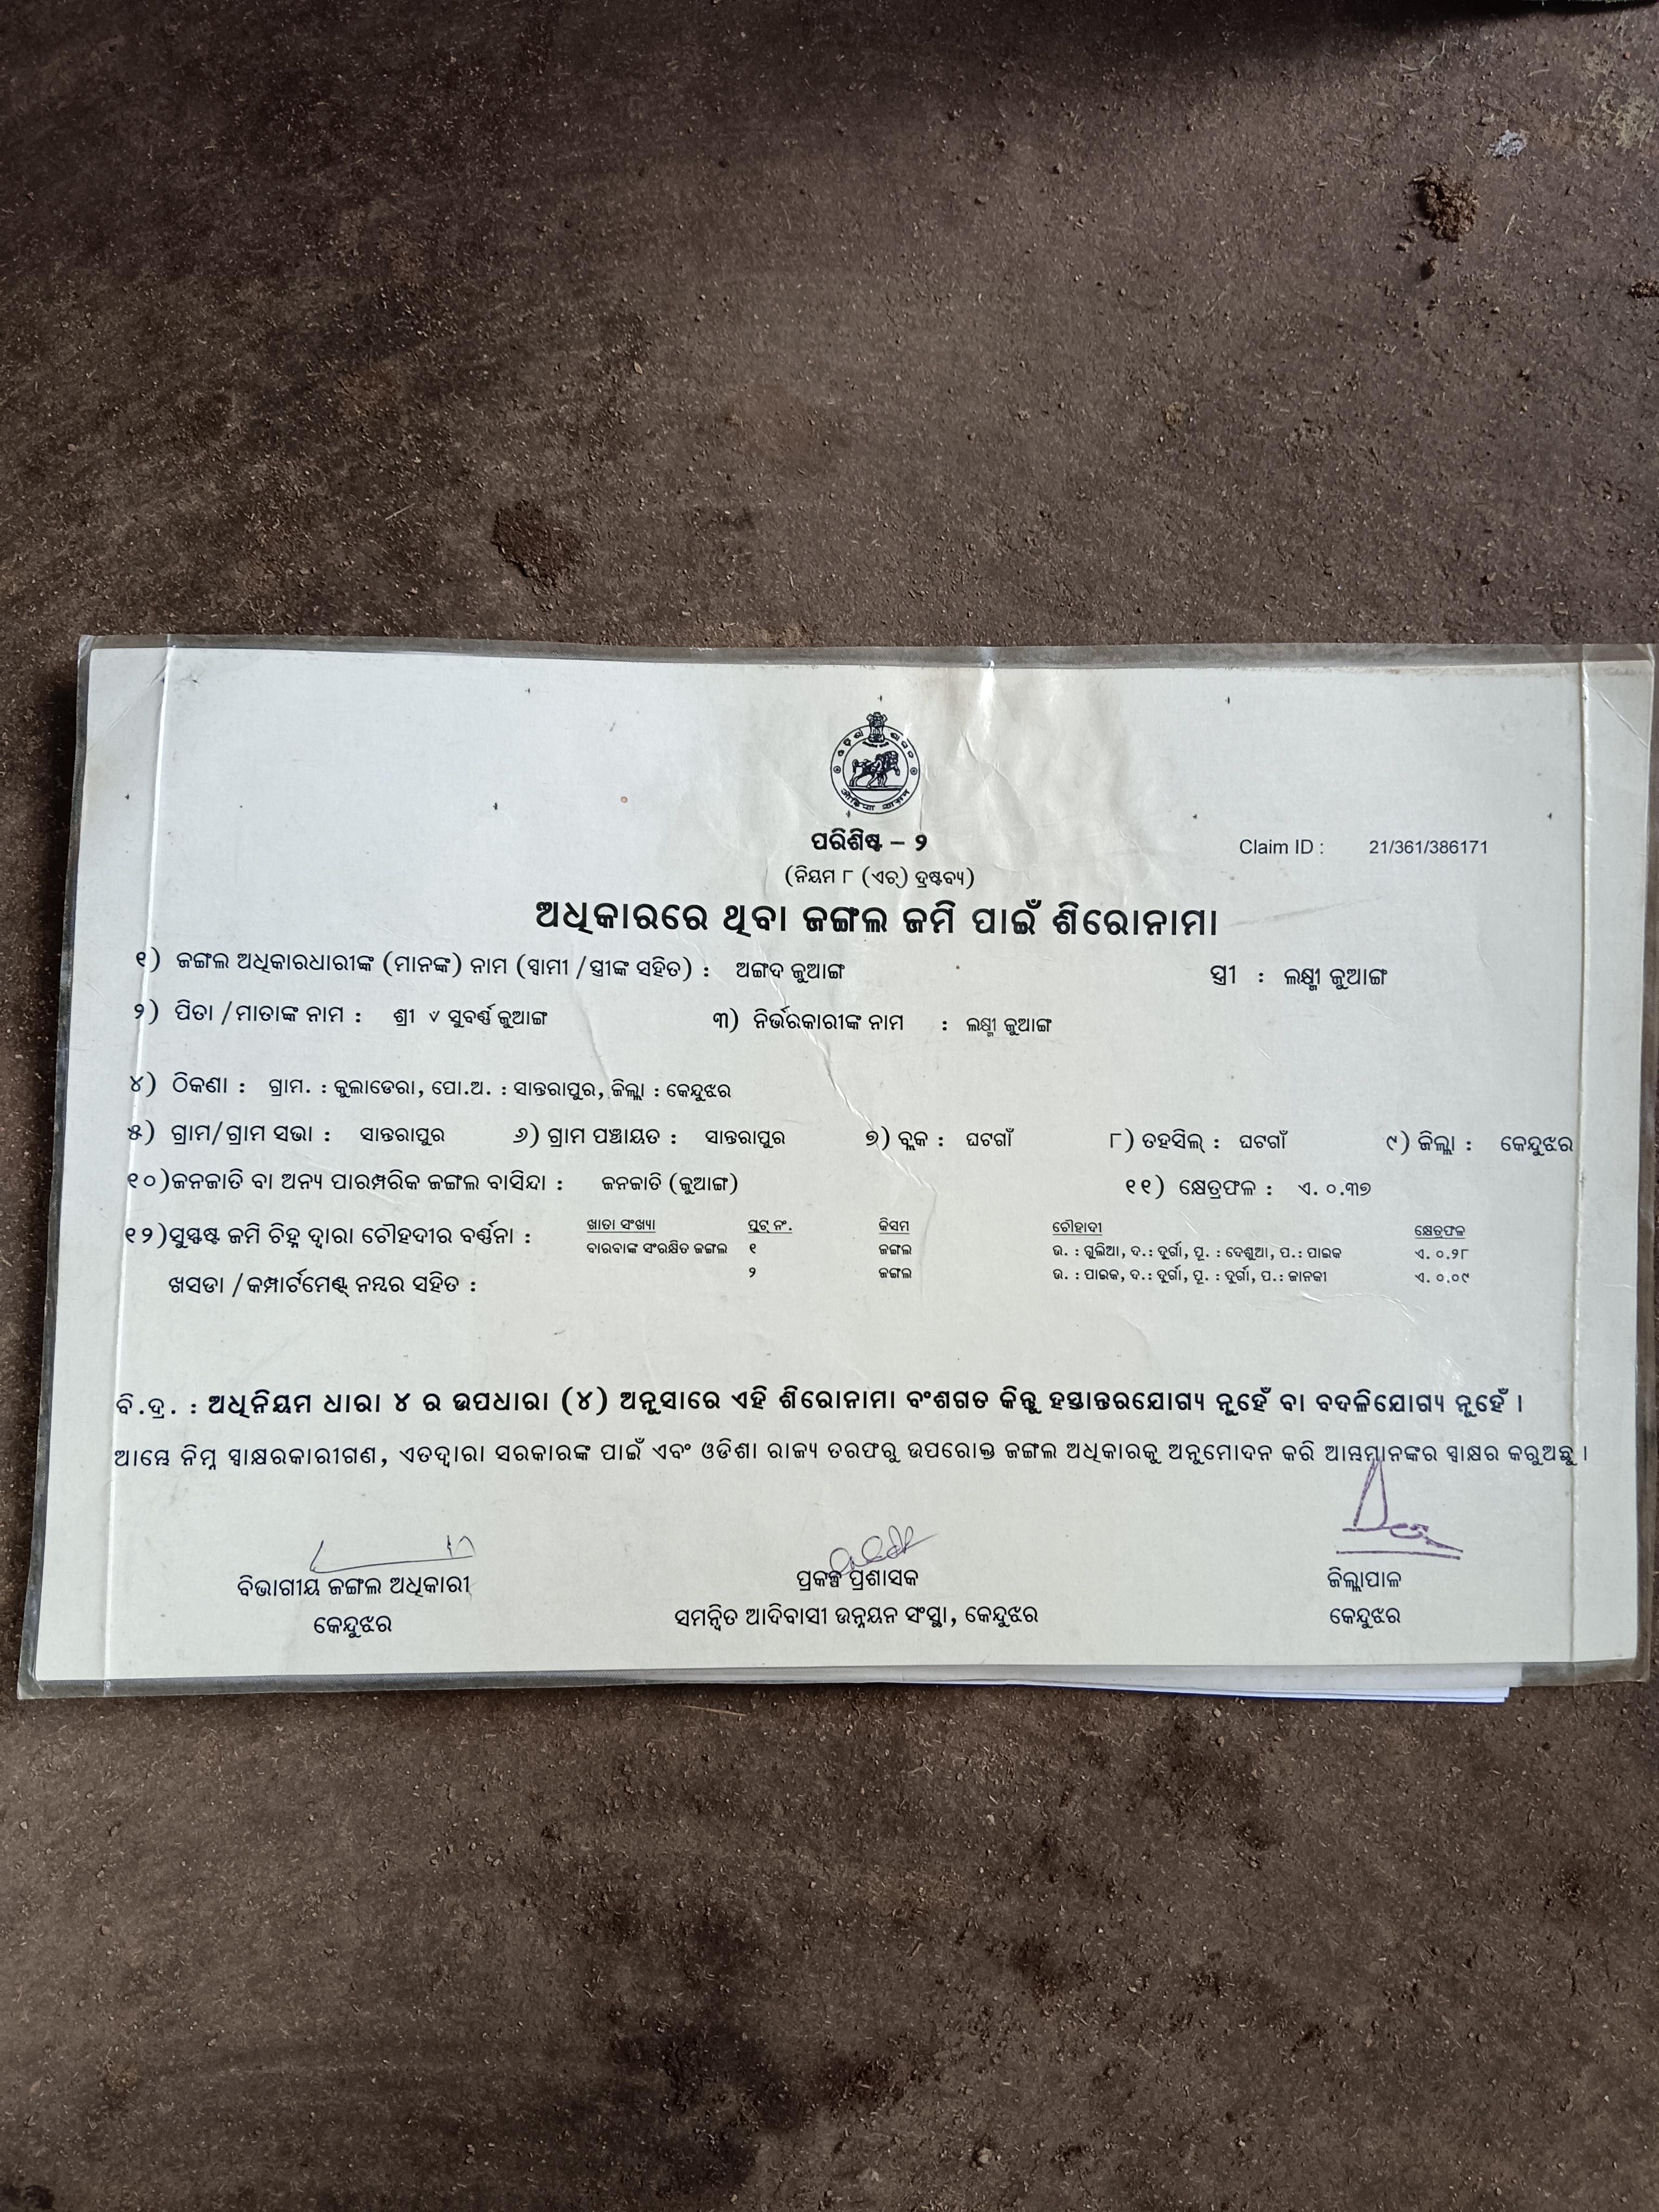 ଓଡ଼ିଶା ଶାସନ
ओडिशा शासन
ପରିଶିଷ୍ଟ – ୨
Claim ID : 21/361/386171
(ନିୟମ ୮ (ଏଚ୍) ଦ୍ରଷ୍ଟବ୍ୟ)
ଅଧିକାରରେ ଥିବା ଜଙ୍ଗଲ ଜମି ପାଇଁ ଶିରୋନାମା
୧) ଜଙ୍ଗଲ ଅଧିକାରଧାରୀଙ୍କ (ମାନଙ୍କ) ନାମ (ସ୍ୱାମୀ /ସ୍ତ୍ରୀଙ୍କ ସହିତ) : ଅଙ୍ଗଦ ଜୁଆଙ୍ଗ ସ୍ତ୍ରୀ : ଲକ୍ଷ୍ମୀ ଜୁଆଙ୍ଗ
୨) ପିତା /ମାତାଙ୍କ ନାମ : ଶ୍ରୀ ସୁବର୍ଣ୍ଣ ଜୁଆଙ୍ଗ ୩) ନିର୍ଭରକାରୀଙ୍କ ନାମ : ଲକ୍ଷ୍ମୀ ଜୁଆଙ୍ଗ
୪) ଠିକଣା : ଗ୍ରାମ. : କୁଲାଡେରା, ପୋ.ଅ. : ସାନ୍ତରାପୁର, ଜିଲ୍ଲା : କେନ୍ଦୁଝର
୫) ଗ୍ରାମ/ଗ୍ରାମ ସଭା : ସାନ୍ତରାପୁର ୬) ଗ୍ରାମ ପଞ୍ଚାୟତ : ସାନ୍ତରାପୁର ୭) ବ୍ଲକ : ଘଟଗାଁ ୮) ତହସିଲ୍ : ଘଟଗାଁ ୯) ଜିଲ୍ଲା : କେନ୍ଦୁଝର
୧୦)ଜନଜାତି ବା ଅନ୍ୟ ପାରମ୍ପରିକ ଜଙ୍ଗଲ ବାସିନ୍ଦା : ଜନଜାତି (ଜୁଆଙ୍ଗ) ୧୧) କ୍ଷେତ୍ରଫଳ : ଏ. ୦.୩୭
୧୨)ସୁସ୍ପଷ୍ଟ ଜମି ଚିହ୍ନ ଦ୍ୱାରା ଚୌହଦୀର ବର୍ଣ୍ଣନା : ଖାତା ସଂଖ୍ୟା ପ୍ଲଟ୍ ନଂ. କିସମ ଚୌହାଦୀ କ୍ଷେତ୍ରଫଳ
ବାରବାଙ୍କ ସଂରକ୍ଷିତ ଜଙ୍ଗଲ ୧ ଜଙ୍ଗଲ ଉ. : ଗୁଲିଆ, ଦ.: ଦୁର୍ଗା, ପୂ. : ଦେଶୁଆ, ପ.: ପାଇକ ଏ. ୦.୨୮
୨ ଜଙ୍ଗଲ ଉ. : ପାଇକ, ଦ.: ଦୁର୍ଗା, ପୂ. : ଦୁର୍ଗା, ପ.: ଜାନକୀ ଏ. ୦.୦୯
ଖସଡା /କମ୍ପାର୍ଟମେଣ୍ଟ୍ ନମ୍ବର ସହିତ :
ବି.ଦ୍ର. : ଅଧିନିୟମ ଧାରା ୪ ର ଉପଧାରା (୪) ଅନୁସାରେ ଏହି ଶିରୋନାମା ବଂଶଗତ କିନ୍ତୁ ହସ୍ତାନ୍ତରଯୋଗ୍ୟ ନୁହେଁ ବା ବଦଳିଯୋଗ୍ୟ ନୁହେଁ ।
ଆମ୍ଭେ ନିମ୍ନ ସ୍ୱାକ୍ଷରକାରୀଗଣ, ଏତଦ୍ୱାରା ସରକାରଙ୍କ ପାଇଁ ଏବଂ ଓଡିଶା ରାଜ୍ୟ ତରଫରୁ ଉପରୋକ୍ତ ଜଙ୍ଗଲ ଅଧିକାରକୁ ଅନୁମୋଦନ କରି ଆମ୍ଭମାନଙ୍କର ସ୍ୱାକ୍ଷର କରୁଅଛୁ ।
ବିଭାଗୀୟ ଜଙ୍ଗଲ ଅଧିକାରୀ ପ୍ରକଳ୍ପ ପ୍ରଶାସକ ଜିଲ୍ଲାପାଳ
କେନ୍ଦୁଝର ସମନ୍ୱିତ ଆଦିବାସୀ ଉନ୍ନୟନ ସଂସ୍ଥା, କେନ୍ଦୁଝର କେନ୍ଦୁଝର